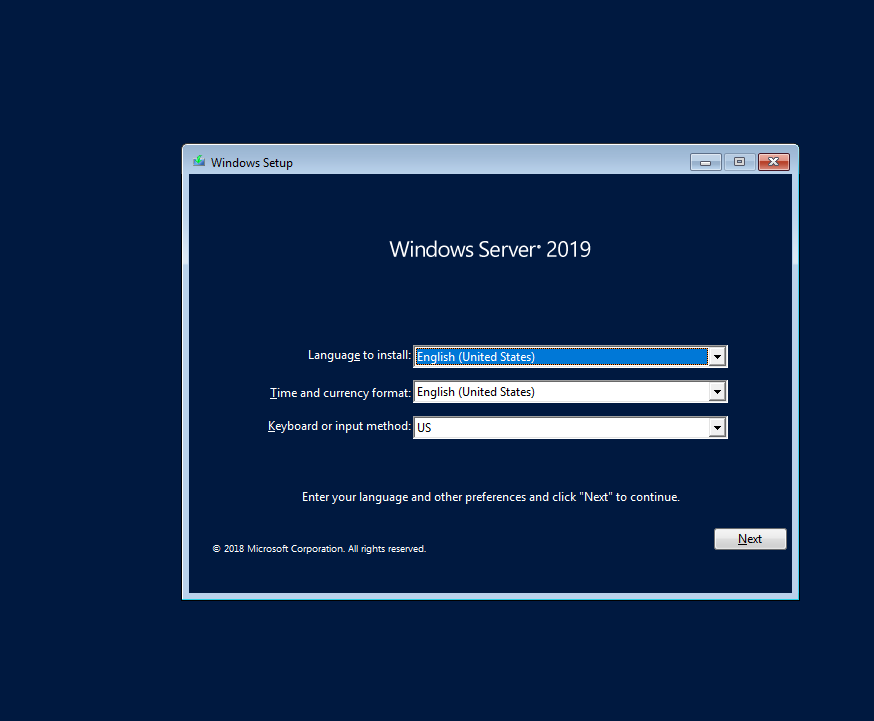 Windows Setup
Windows Server® 2019
Language to install: English (United States)
Time and currency format: English (United States)
Keyboard or input method: US
Enter your language and other preferences and click "Next" to continue.
Next
© 2018 Microsoft Corporation. All rights reserved.